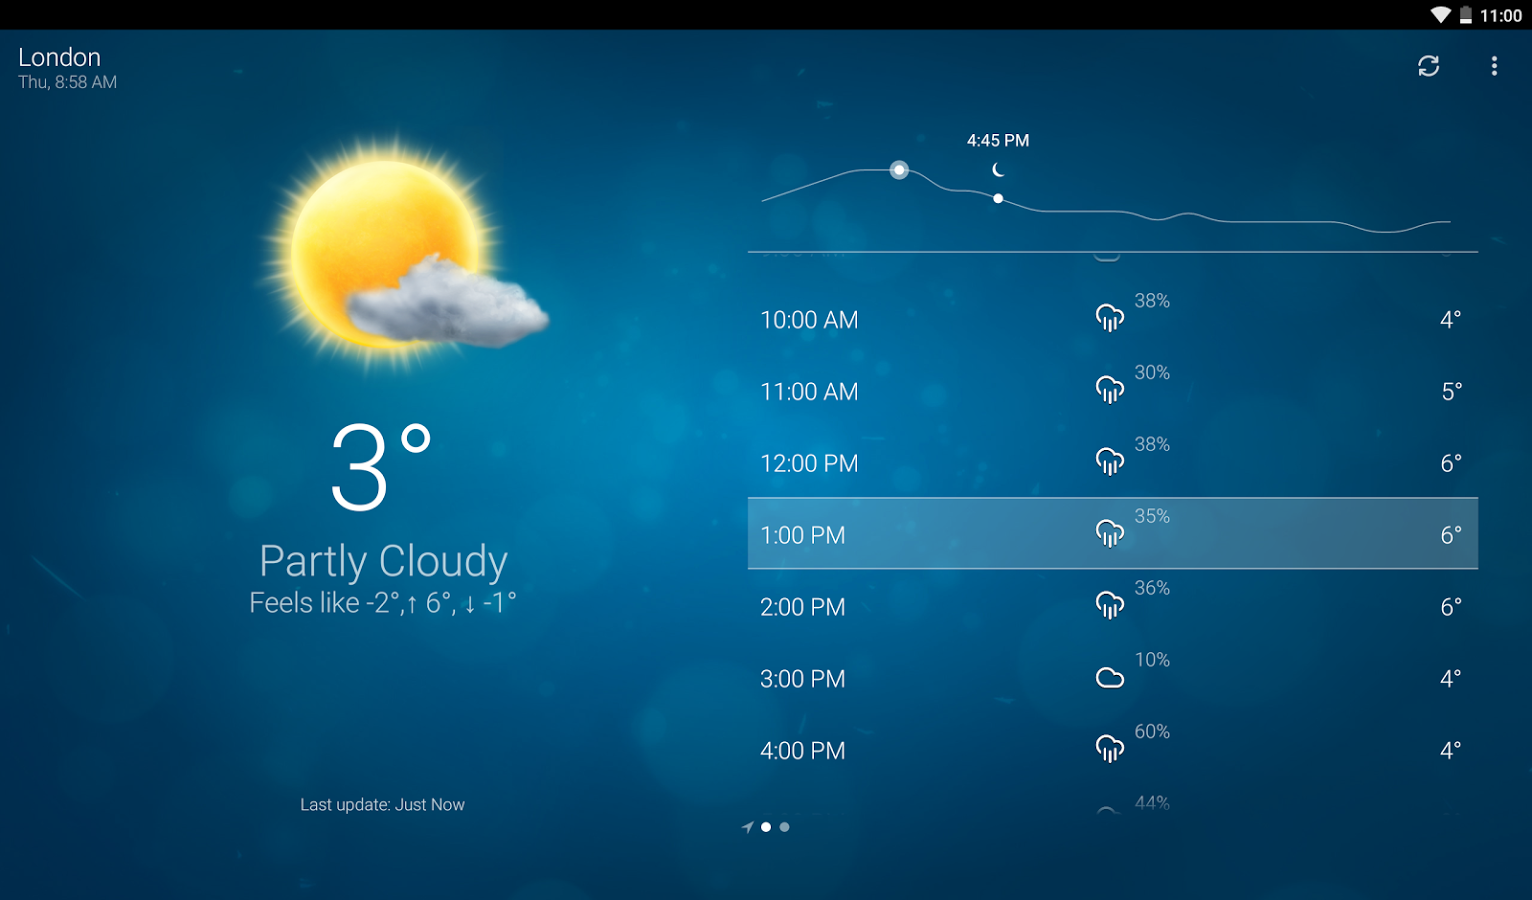 11:00
London
Thu, 8:58 AM
4:45 PM
10:00 AM 38% 4°
11:00 AM 30% 5°
12:00 PM 38% 6°
1:00 PM 35% 6°
2:00 PM 36% 6°
3:00 PM 10% 4°
4:00 PM 60% 4°
44%
3°
Partly Cloudy
Feels like -2°,↑ 6°, ↓ -1°
Last update: Just Now